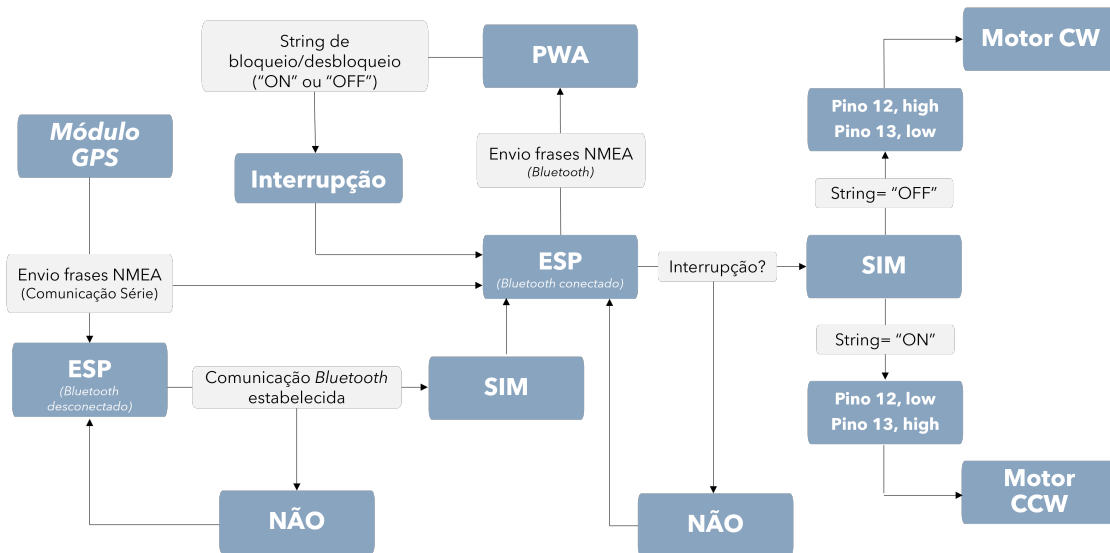 String de
bloqueio/desbloqueio
(“ON” ou “OFF”)
PWA
Motor CW
Pino 12, high
Pino 13, low
Módulo
GPS
Envio frases NMEA
(Bluetooth)
Interrupção
String= “OFF”
Envio frases NMEA
(Comunicação Série)
ESP
(Bluetooth conectado)
Interrupção?
SIM
String= “ON”
ESP
(Bluetooth
desconectado)
Comunicação Bluetooth
estabelecida
SIM
Pino 12, low
Pino 13, high
NÃO
NÃO
Motor
CCW